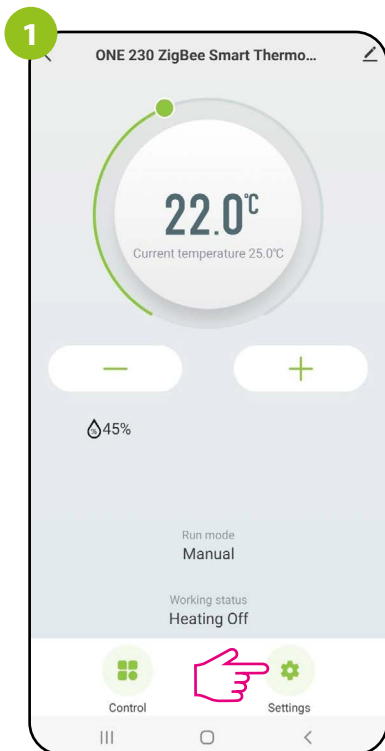 1
ONE 230 ZigBee Smart Thermo...
22.0°C
Current temperature 25.0°C
%
45%
Run mode
Manual
Working status
Heating Off
Control
Settings